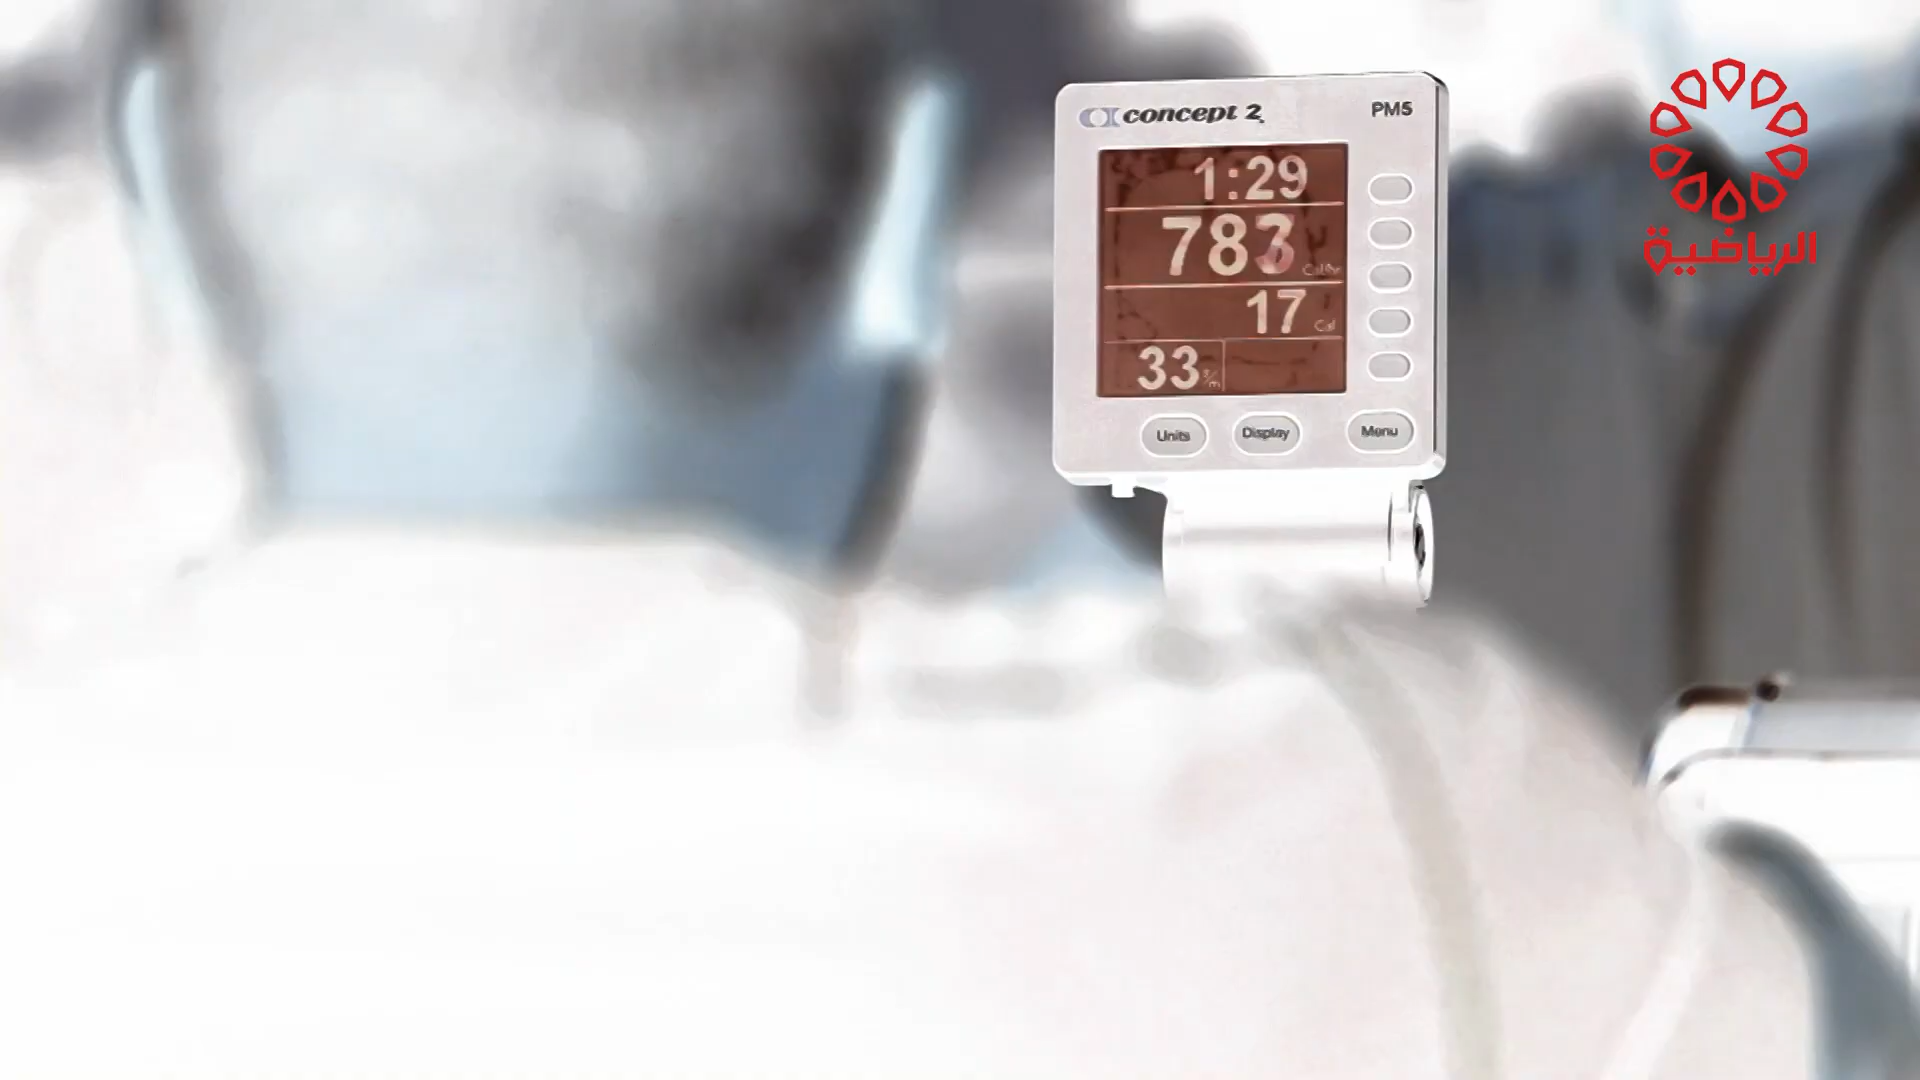 concept 2
PM5
1:29
783
Cal/hr
17
Cal
33 s/m
Units
Display
Menu
الرياضية